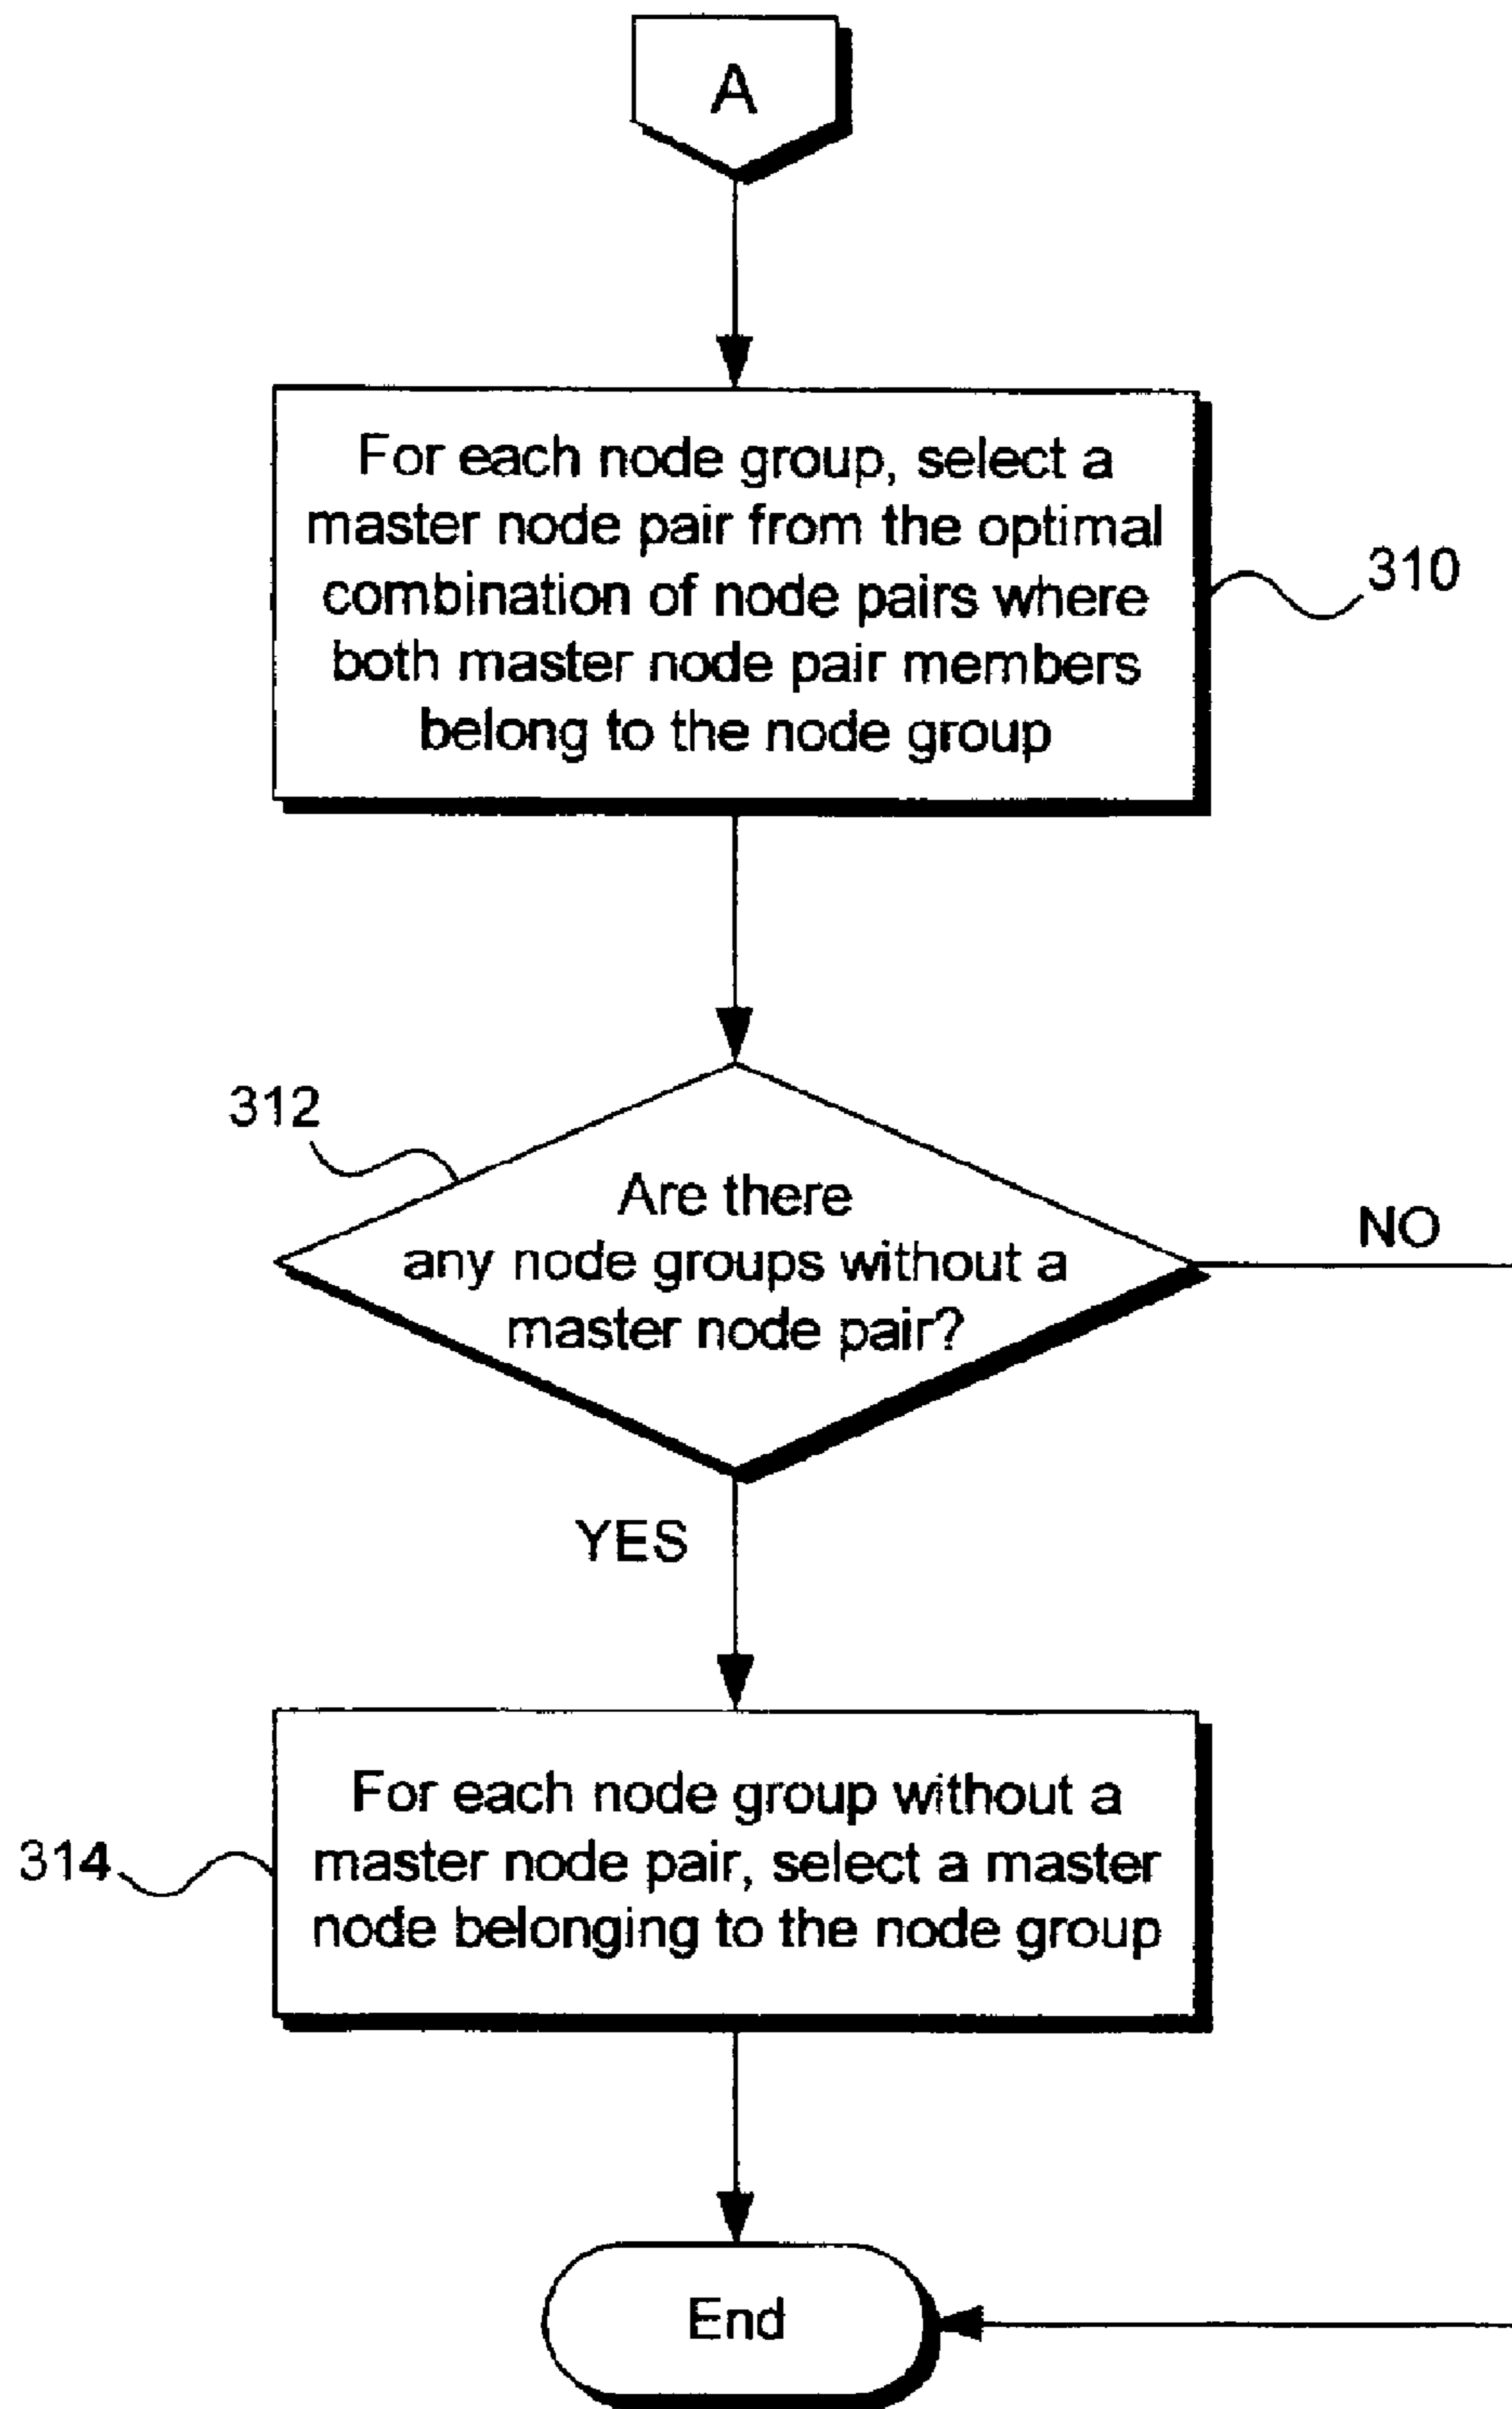 A
For each node group, select a
master node pair from the optimal
combination of node pairs where
both master node pair members
belong to the node group
310
312
Are there
any node groups without a
master node pair?
NO
YES
For each node group without a
master node pair, select a master
node belonging to the node group
314
End